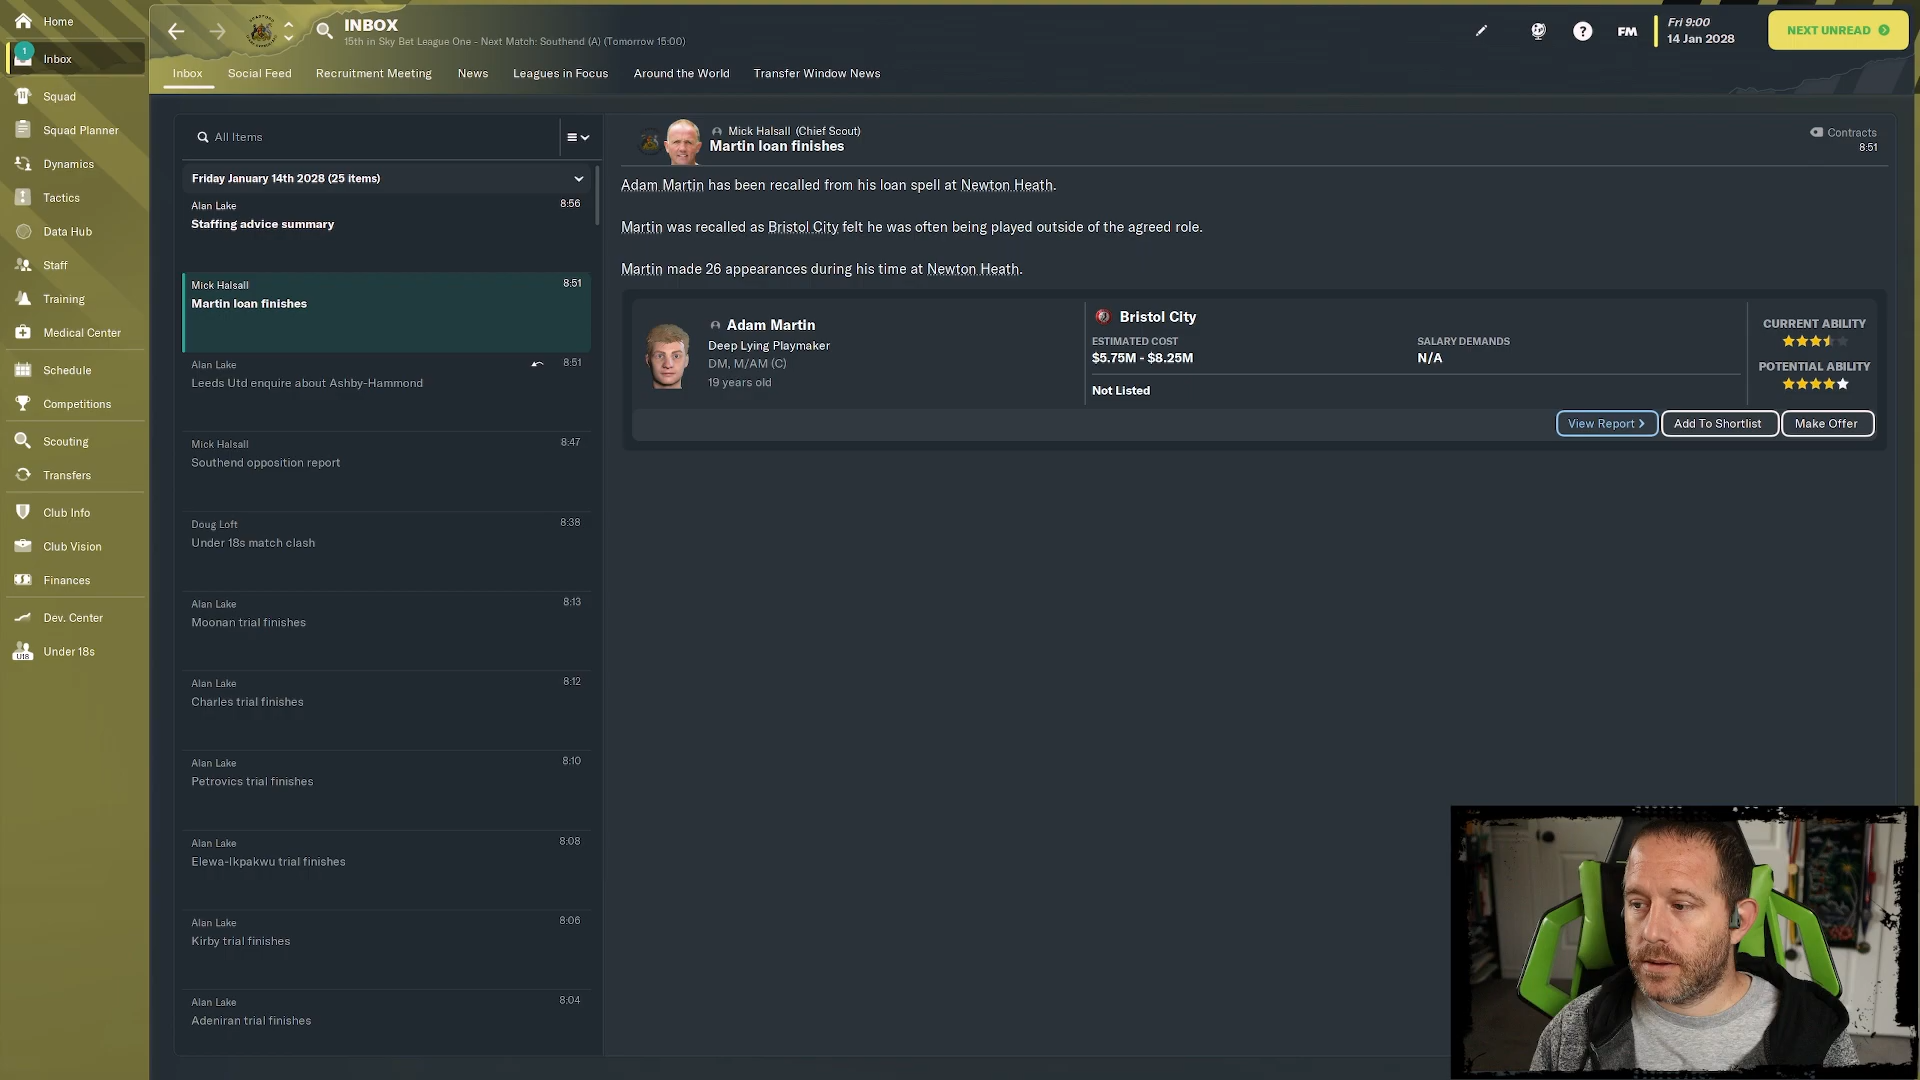 Home
1
Inbox
Squad
Squad Planner
Dynamics
Tactics
Data Hub
Staff
Training
Medical Center
Schedule
Competitions
Scouting
Transfers
Club Info
Club Vision
Finances
Dev. Center
U18
Under 18s
INBOX
15th in Sky Bet League One - Next Match: Southend (A) (Tomorrow 15:00)
?
FM
Fri 9:00
14 Jan 2028
NEXT UNREAD
Inbox
Social Feed
Recruitment Meeting
News
Leagues in Focus
Around the World
Transfer Window News
All Items
Friday January 14th 2028 (25 items)
Alan Lake
8:56
Staffing advice summary
Mick Halsall
8:51
Martin loan finishes
Alan Lake
8:51
Leeds Utd enquire about Ashby-Hammond
Mick Halsall
8:47
Southend opposition report
Doug Loft
8:38
Under 18s match clash
Alan Lake
8:13
Moonan trial finishes
Alan Lake
8:12
Charles trial finishes
Alan Lake
8:10
Petrovics trial finishes
Alan Lake
8:08
Elewa-Ikpakwu trial finishes
Alan Lake
8:06
Kirby trial finishes
Alan Lake
8:04
Adeniran trial finishes
Mick Halsall (Chief Scout)
Martin loan finishes
Contracts
8:51
Adam Martin has been recalled from his loan spell at Newton Heath.
Martin was recalled as Bristol City felt he was often being played outside of the agreed role.
Martin made 26 appearances during his time at Newton Heath.
Adam Martin
Deep Lying Playmaker
DM, M/AM (C)
19 years old
Bristol City
ESTIMATED COST
$5.75M - $8.25M
SALARY DEMANDS
N/A
Not Listed
CURRENT ABILITY
POTENTIAL ABILITY
View Report
Add To Shortlist
Make Offer